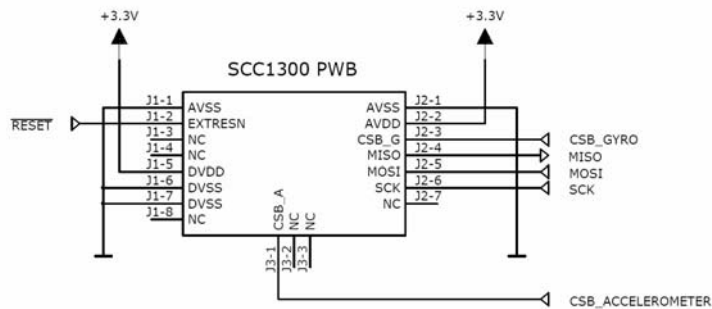 +3.3V
+3.3V
SCC1300 PWB
J1-1 AVSS
J1-2 EXTRESN
J1-3 NC
J1-4 NC
J1-5 DVDD
J1-6 DVSS
J1-7 DVSS
J1-8 NC
RESET
AVSS J2-1
AVDD J2-2
CSB_G J2-3
MISO J2-4
MOSI J2-5
SCK J2-6
NC J2-7
CSB_GYRO
MISO
MOSI
SCK
CSB_A
NC
NC
J3-1
J3-2
J3-3
CSB_ACCELEROMETER